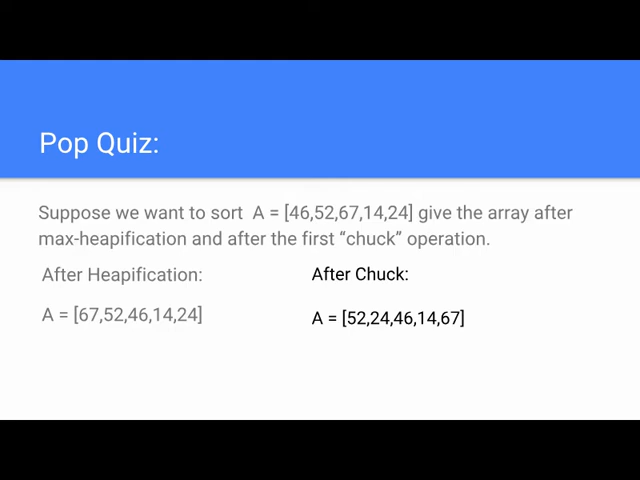 Pop Quiz:
Suppose we want to sort A = [46,52,67,14,24] give the array after
max-heapification and after the first “chuck” operation.
After Heapification:
A = [67,52,46,14,24]
After Chuck:
A = [52,24,46,14,67]